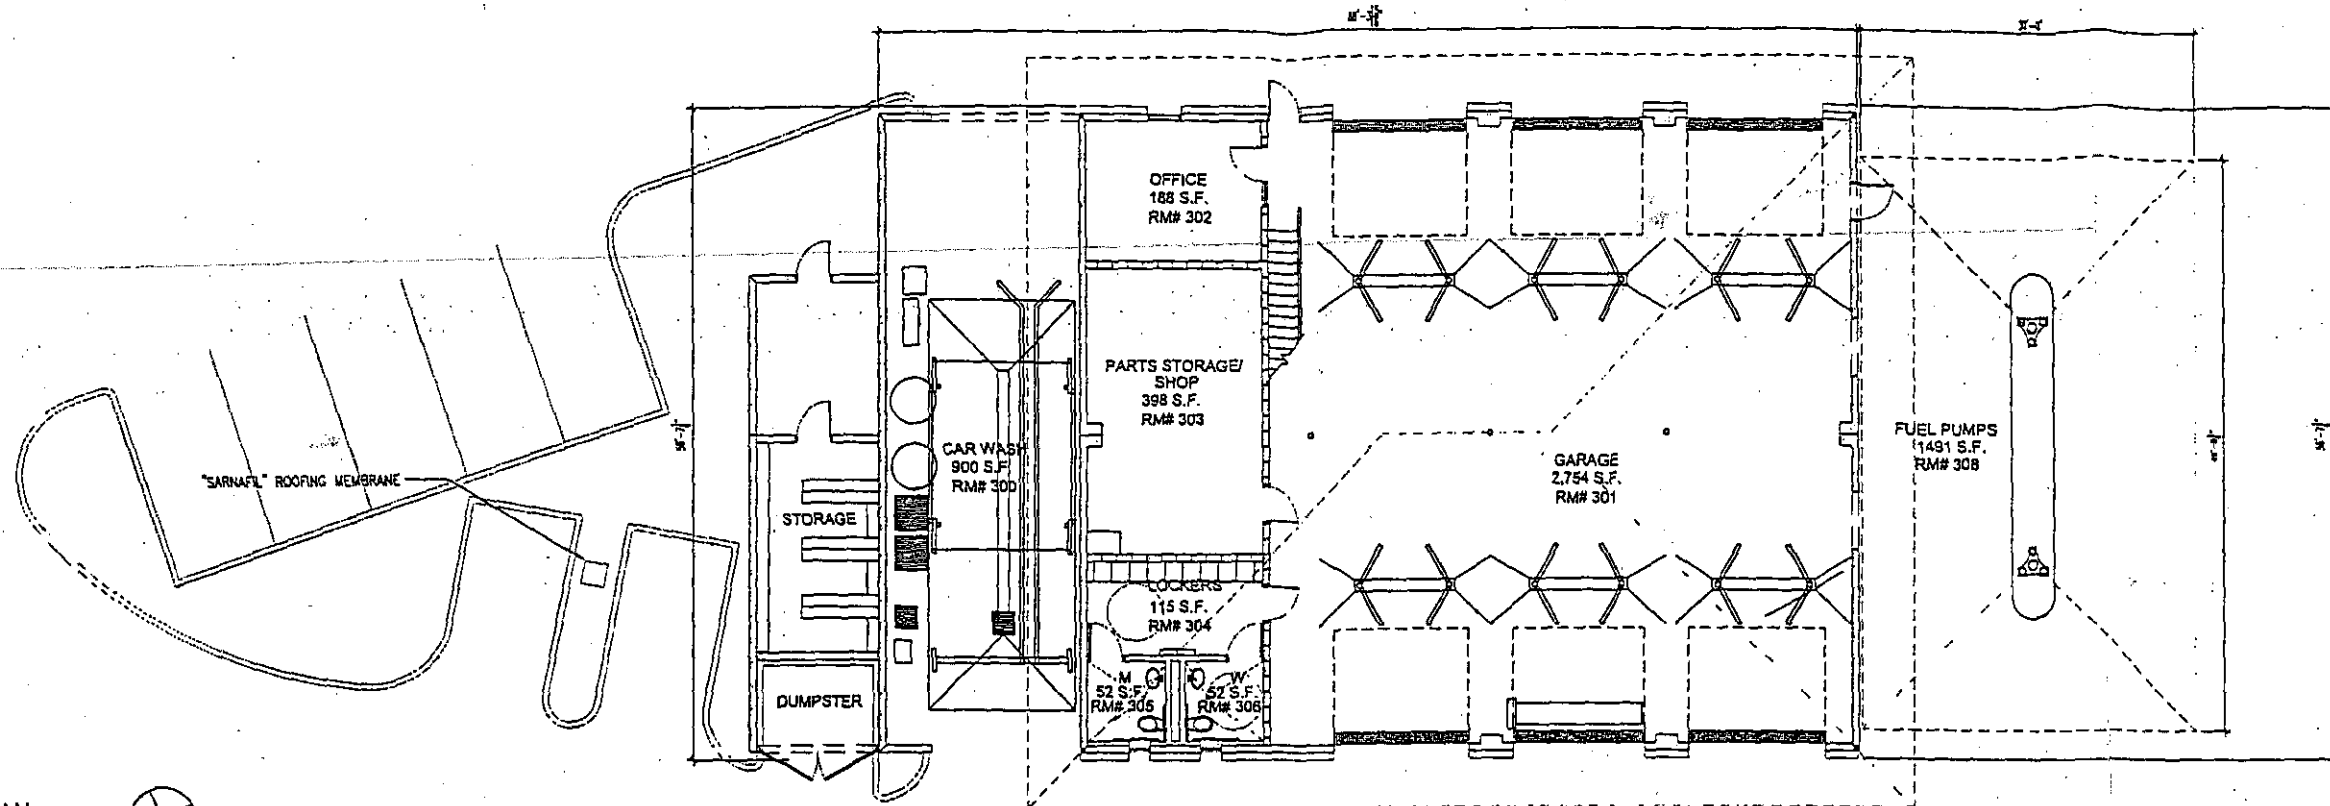 OFFICE
188 S.F.
RM# 302
PARTS STORAGE/
SHOP
398 S.F.
RM# 303
CAR WASH
900 S.F.
RM# 300
"SARNAFIL" ROOFING MEMBRANE
STORAGE
GARAGE
2,754 S.F.
RM# 301
FUEL PUMPS
1491 S.F.
RM# 308
LOCKERS
115 S.F.
RM# 304
M
52 S.F.
RM# 305
W
52 S.F.
RM# 306
DUMPSTER